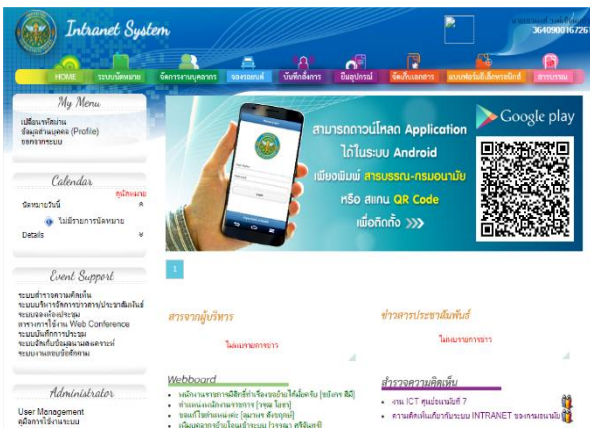 Intranet System
HOME ระบบนัดหมาย จัดการงานบุคลากร จองรถยนต์ บันทึกสั่งการ ยืมอุปกรณ์ จัดเก็บเอกสาร แบบฟอร์มอิเล็กทรอนิกส์ สารบรรณ
My Menu
เปลี่ยนรหัสผ่าน
ข้อมูลส่วนบุคคล (Profile)
ออกจากระบบ
Google play
สามารถดาวน์โหลด Application
ได้ในระบบ Android
เพียงพิมพ์ สารบรรณ-กรมอนามัย
หรือ สแกน QR Code
เพื่อติดตั้ง >>>
Calendar
ดูนัดหมาย
นัดหมายวันนี้
ไม่มีรายการนัดหมาย
Details
1
Event Support
ระบบสำรวจความคิดเห็น
ระบบบริหารจัดการข่าวสาร/ประชาสัมพันธ์
ระบบจองห้องประชุม
ตารางการใช้งาน Web Conference
ระบบบันทึกการประชุม
ระบบจัดเก็บข้อมูลนามสงเคราะห์
ระบบงานตอบข้อซักถาม
สารจากผู้บริหาร
ไม่พบรายการข่าว
ข่าวสารประชาสัมพันธ์
ไม่พบรายการข่าว
Administrator
User Management
คู่มือการใช้งานระบบ
Webboard
สำรวจความคิดเห็น
งาน ICT ศูนย์อนามัยที่ 7
ความคิดเห็นเกี่ยวกับระบบ INTRANET ของกรมอนามัย